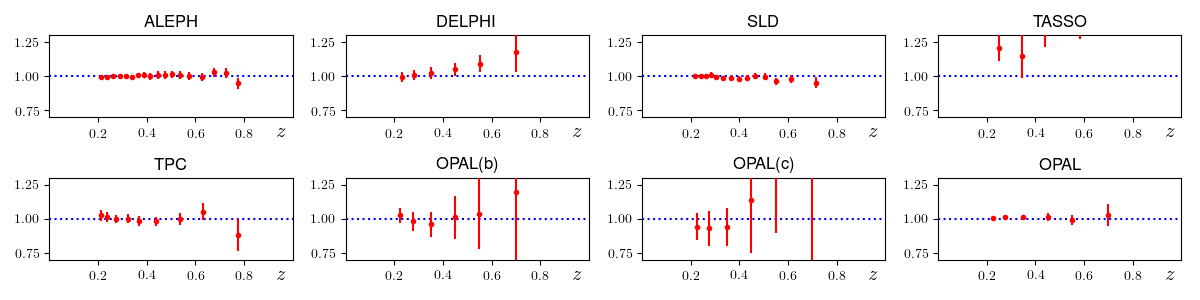 ALEPH DELPHI SLD TASSO
1.25 1.25 1.25 1.25
1.00 1.00 1.00 1.00
0.75 0.75 0.75 0.75
0.2 0.4 0.6 0.8 z 0.2 0.4 0.6 0.8 z 0.2 0.4 0.6 0.8 z 0.2 0.4 0.6 0.8 z
TPC OPAL(b) OPAL(c) OPAL
1.25 1.25 1.25 1.25
1.00 1.00 1.00 1.00
0.75 0.75 0.75 0.75
0.2 0.4 0.6 0.8 z 0.2 0.4 0.6 0.8 z 0.2 0.4 0.6 0.8 z 0.2 0.4 0.6 0.8 z